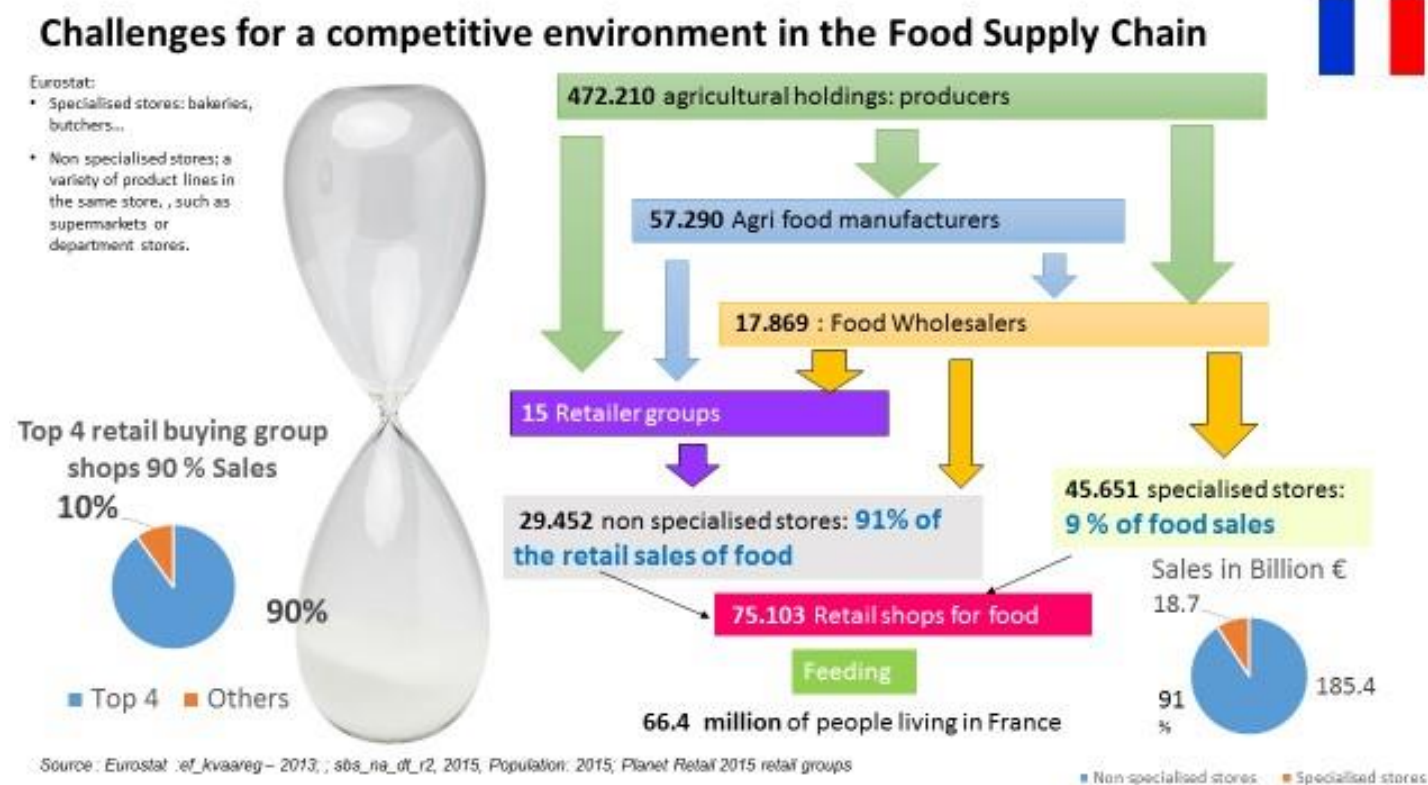 Challenges for a competitive environment in the Food Supply Chain
Eurostat:
• Specialised stores: bakeries,
butchers...
• Non specialised stores; a
variety of product lines in
the same store, , such as
supermarkets or
department stores.
472.210 agricultural holdings: producers
57.290 Agri food manufacturers
17.869 : Food Wholesalers
15 Retailer groups
29.452 non specialised stores: 91% of
the retail sales of food
45.651 specialised stores:
9 % of food sales
75.103 Retail shops for food
Feeding
66.4 million of people living in France
Top 4 retail buying group
shops 90 % Sales
10%
90%
Top 4
Others
Sales in Billion €
18.7
185.4
91
%
Non specialised stores
Specialised stores
Source : Eurostat :ef_kvaareg – 2013; ; sbs_na_dt_r2, 2015, Population: 2015; Planet Retail 2015 retail groups